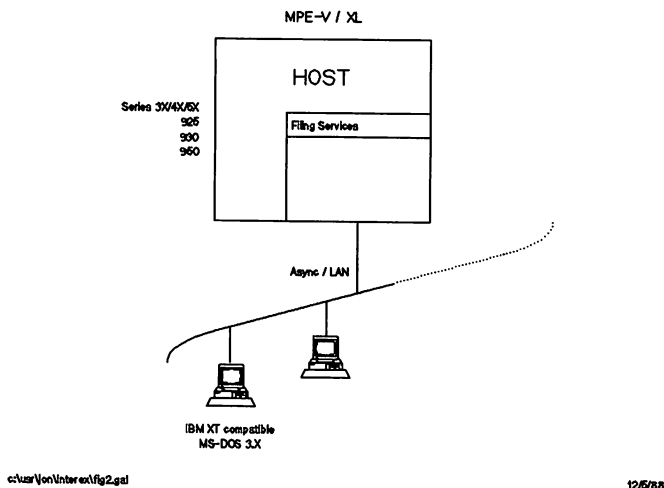 MPE-V / XL
HOST
Series 3X/4X/6X
925
930
950
Filing Services
Async / LAN
IBM XT compatible
MS-DOS 3.X
c:\usr\jon\interex\fig2.gal
12/5/88